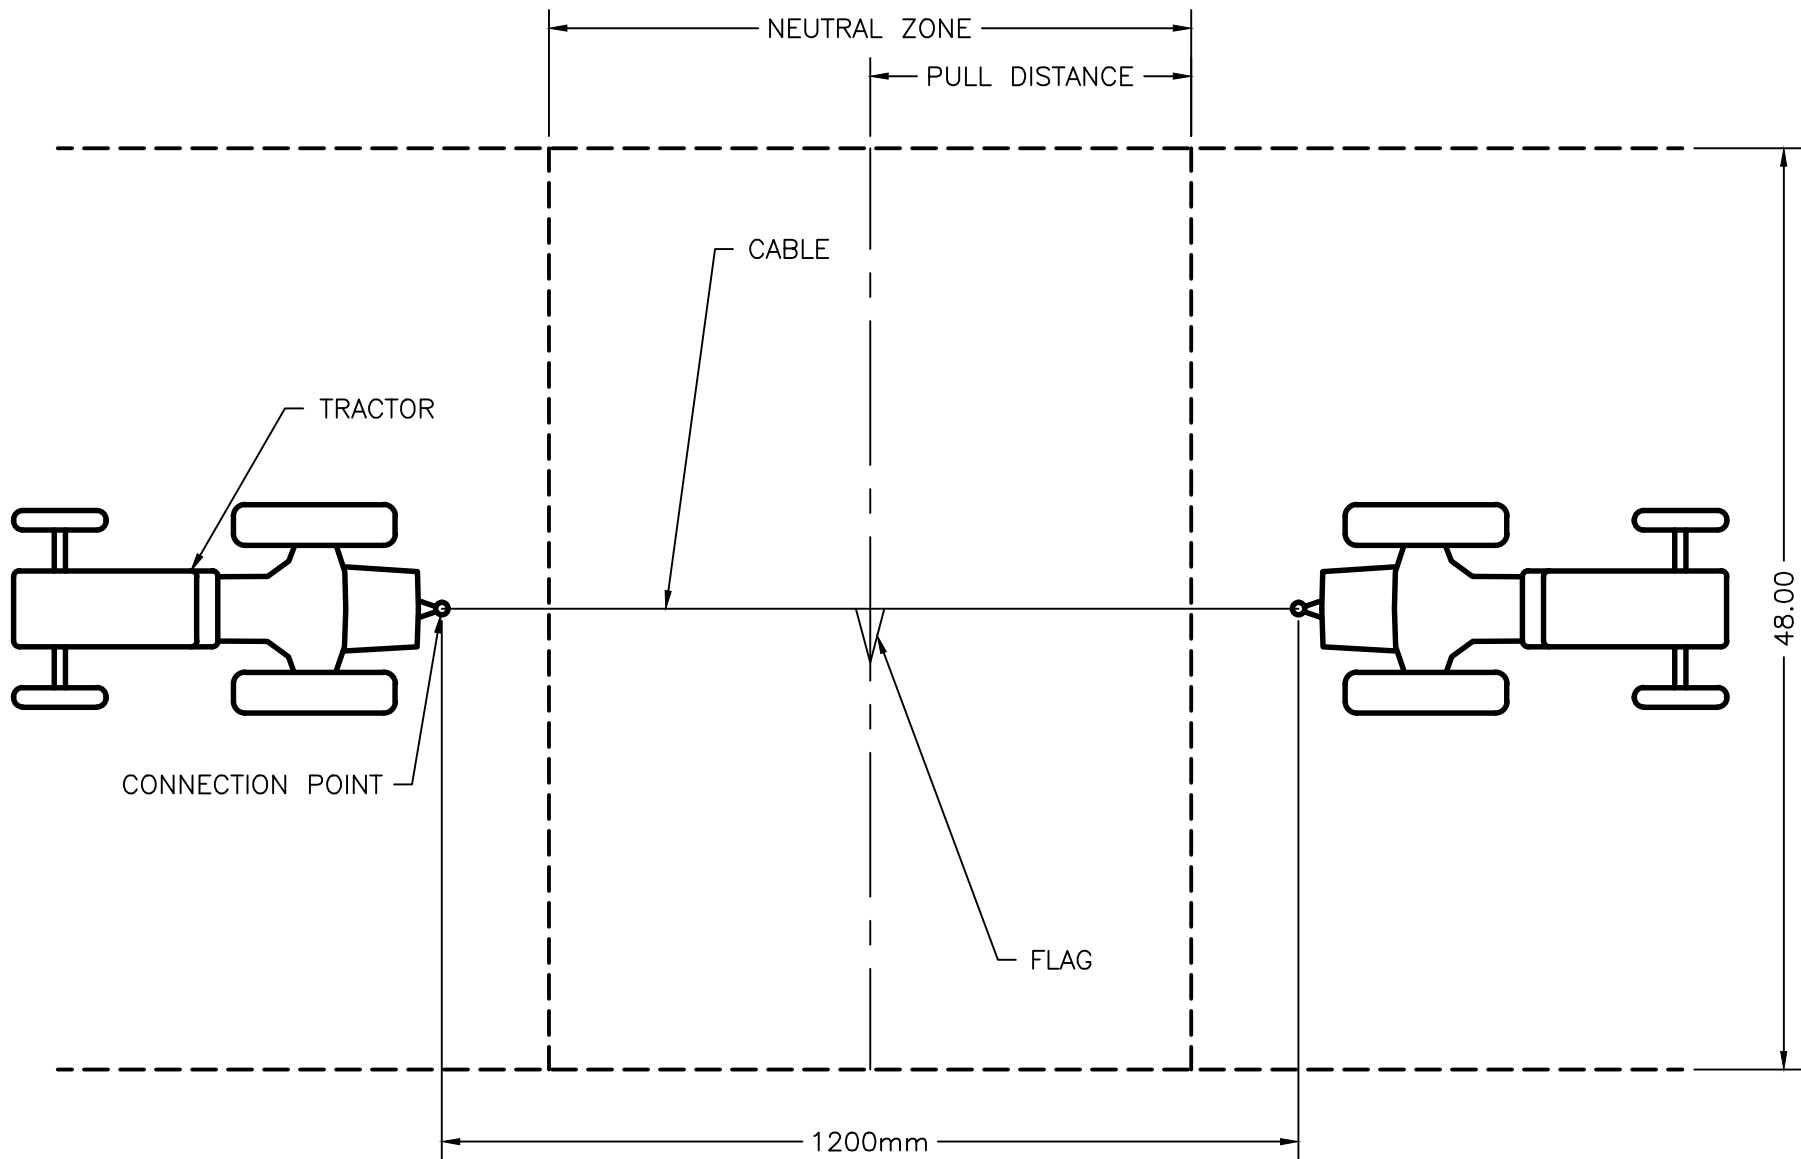 NEUTRAL ZONE
PULL DISTANCE
CABLE
TRACTOR
48.00
CONNECTION POINT
FLAG
1200mm